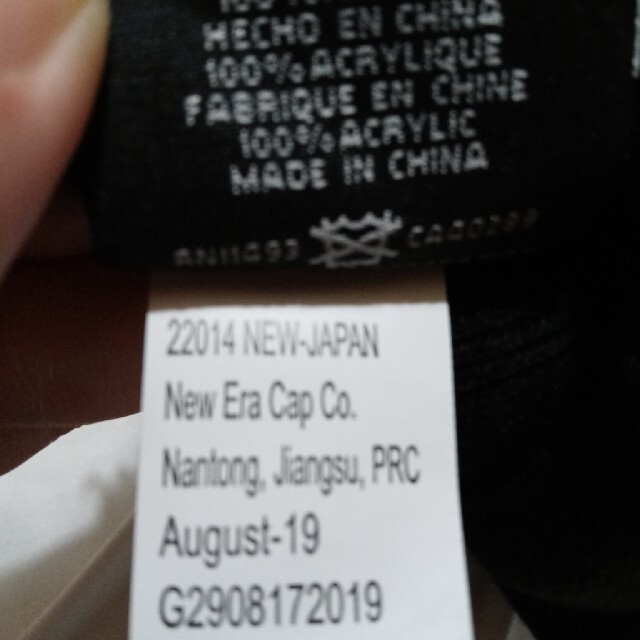 100%
HECHO EN CHINA
100% ACRYLIQUE
FABRIQUE EN CHINE
100% ACRYLIC
MADE IN CHINA
22014 NEW-JAPAN
New Era Cap Co.
Nantong, Jiangsu, PRC
August-19
G2908172019